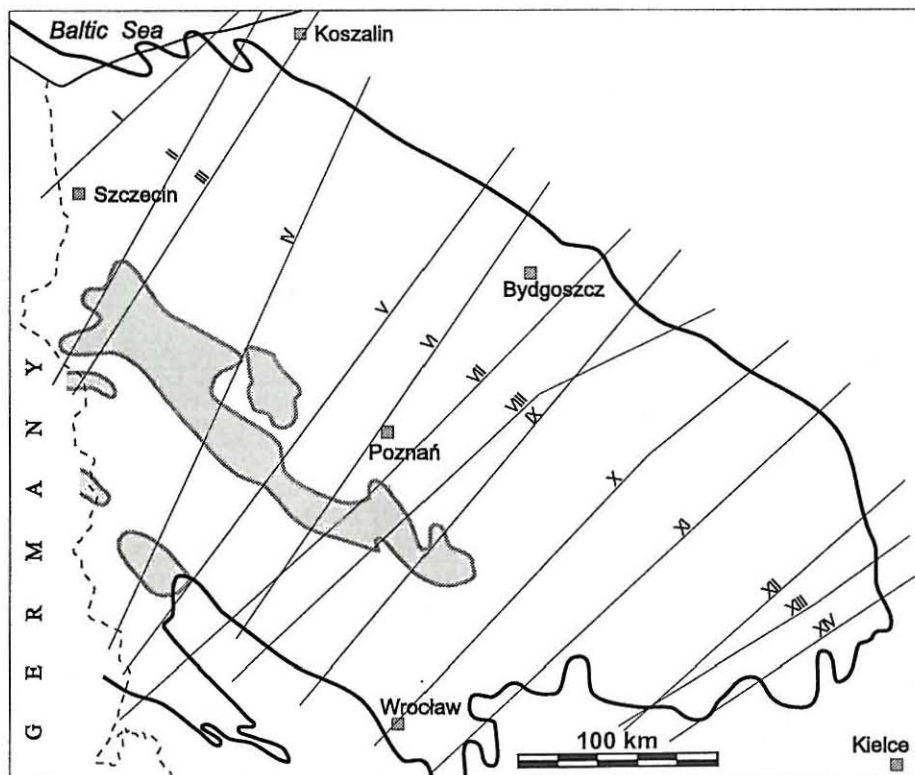 Baltic Sea
Koszalin
I
II
III
Szczecin
IV
V
Bydgoszcz
VI
VII
VIII
IX
Poznań
X
XI
XII
XIII
XIV
GERMANY
Wrocław
100 km
Kielce